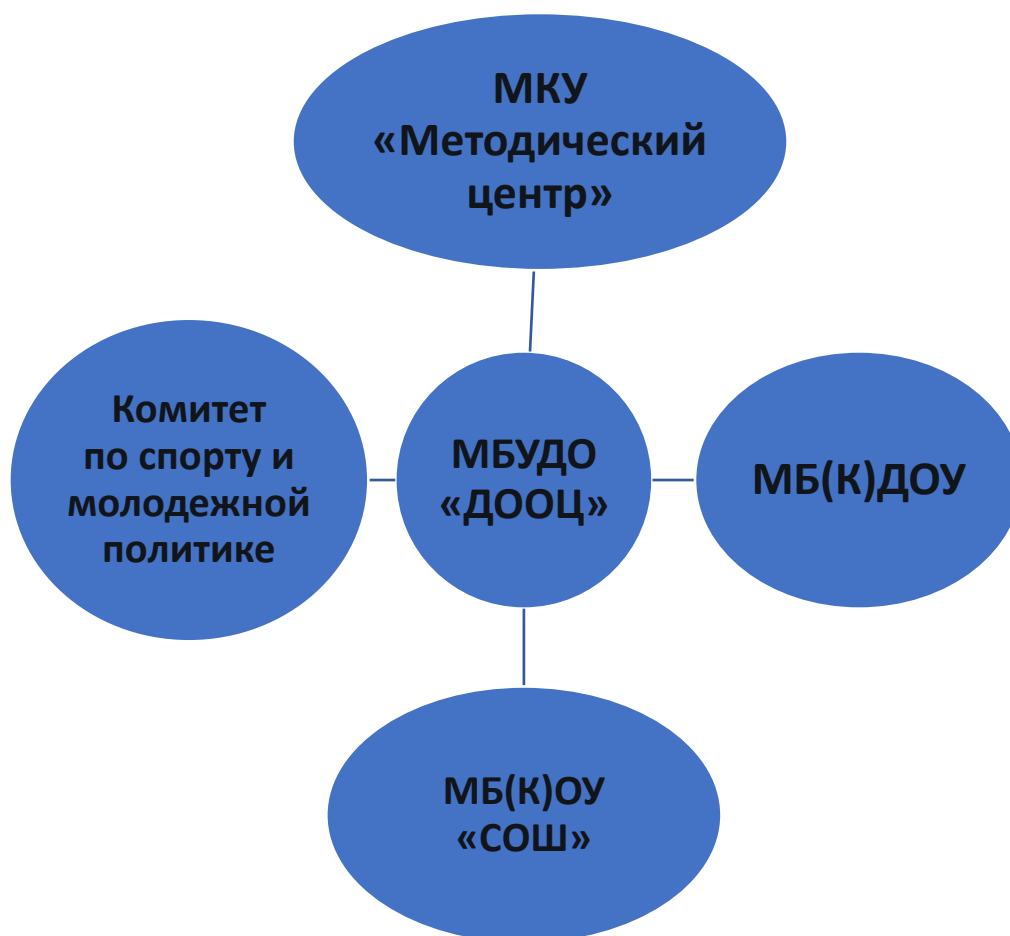 МКУ
«Методический
центр»
Комитет
по спорту и
молодежной
политике
МБУДО
«ДООЦ»
МБ(К)ДОУ
МБ(К)ОУ
«СОШ»